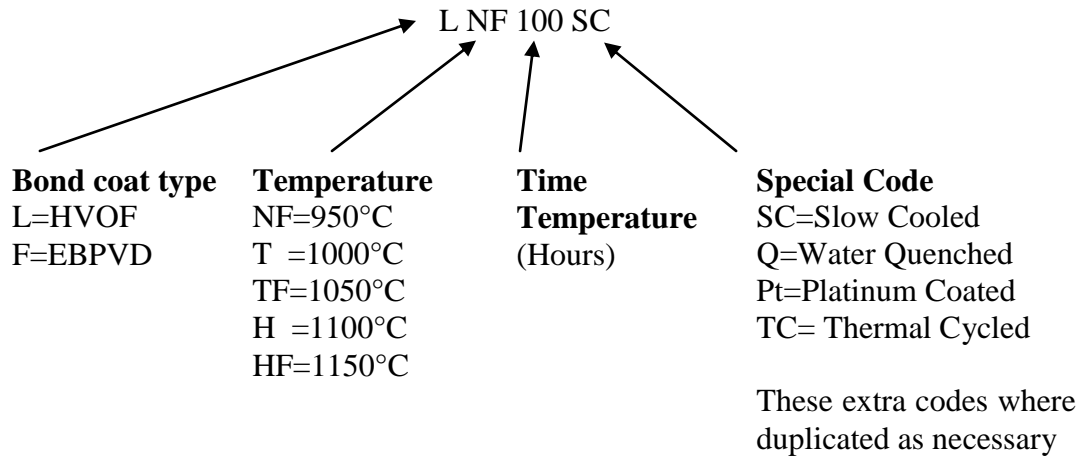 L NF 100 SC
Bond coat type
L=HVOF
F=EBPVD
Temperature
NF=950°C
T =1000°C
TF=1050°C
H =1100°C
HF=1150°C
Time
Temperature
(Hours)
Special Code
SC=Slow Cooled
Q=Water Quenched
Pt=Platinum Coated
TC= Thermal Cycled
These extra codes where
duplicated as necessary